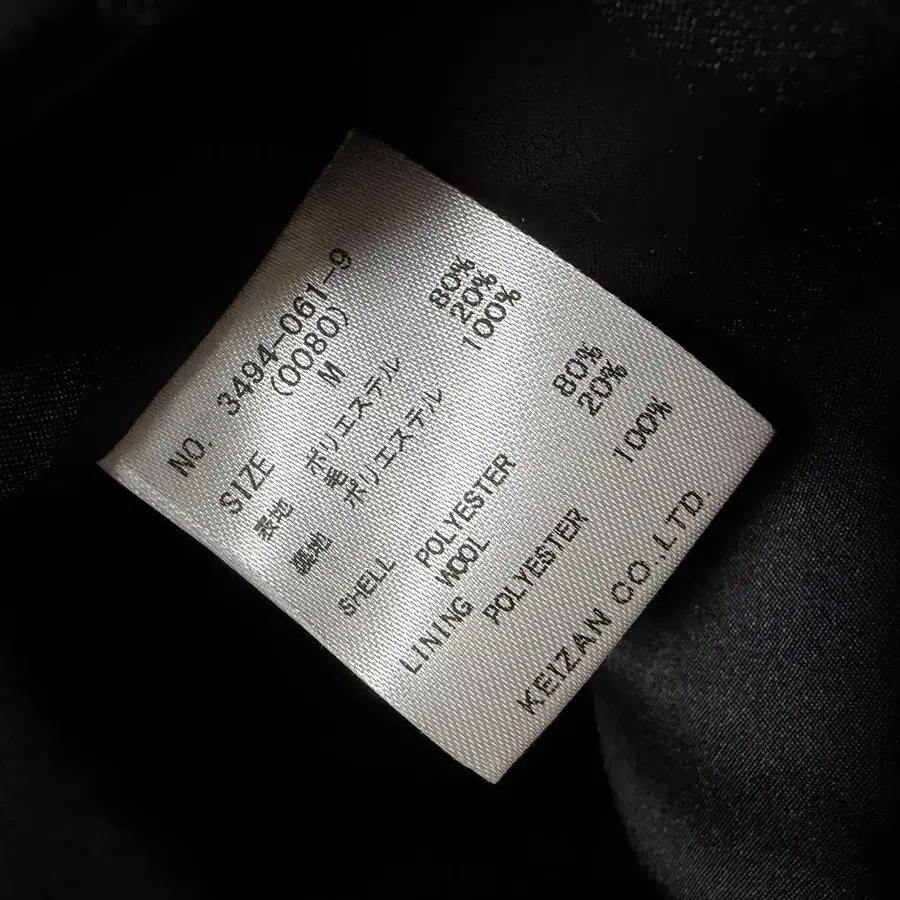 NO. 3494-061-9
(0080)
SIZE M
表地 ポリエステル 80%
毛 20%
裏地 ポリエステル 100%
SHELL POLYESTER 80%
WOOL 20%
LINING POLYESTER 100%
KEIZAN CO.,LTD.